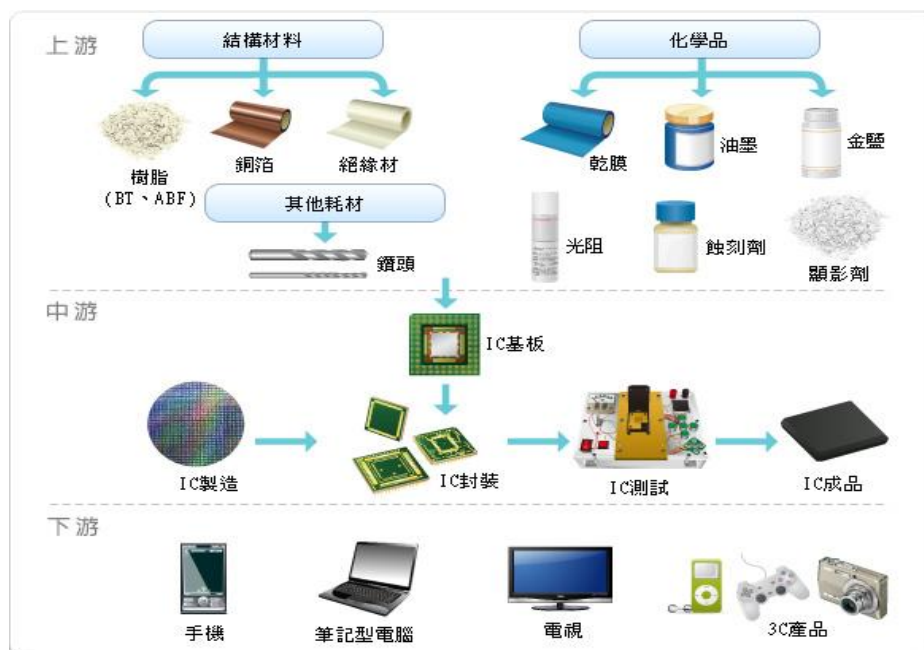 上游
結構材料
化學品
樹脂
(BT、ABF)
銅箔
絕緣材
乾膜
油墨
金鹽
其他耗材
鑽頭
光阻
蝕刻劑
顯影劑
中游
IC基板
IC製造
IC封裝
IC測試
IC成品
下游
手機
筆記型電腦
電視
3C產品